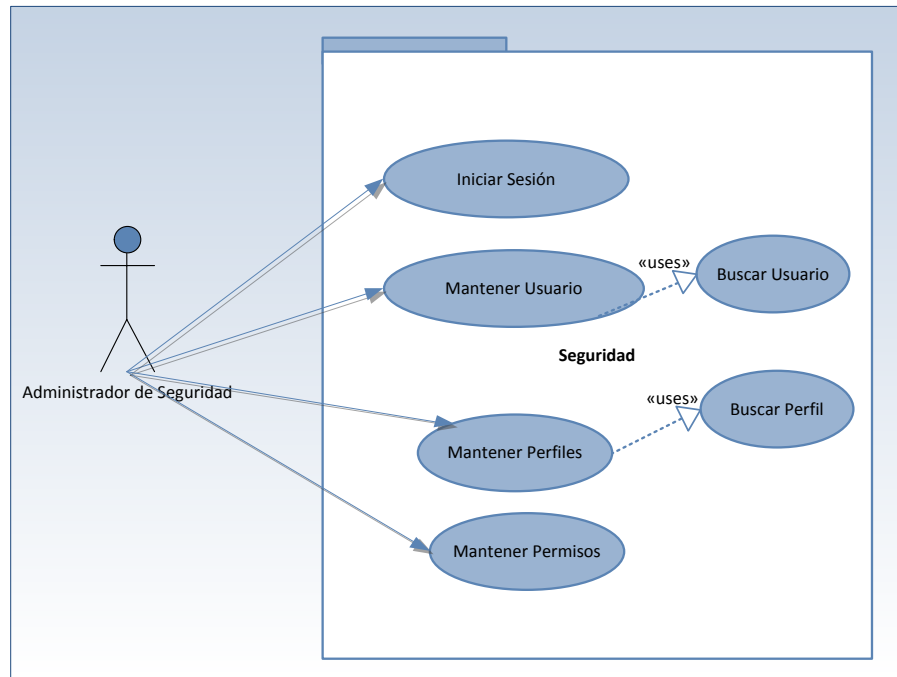 Iniciar Sesión
«uses»
Buscar Usuario
Mantener Usuario
Seguridad
Administrador de Seguridad
«uses»
Buscar Perfil
Mantener Perfiles
Mantener Permisos